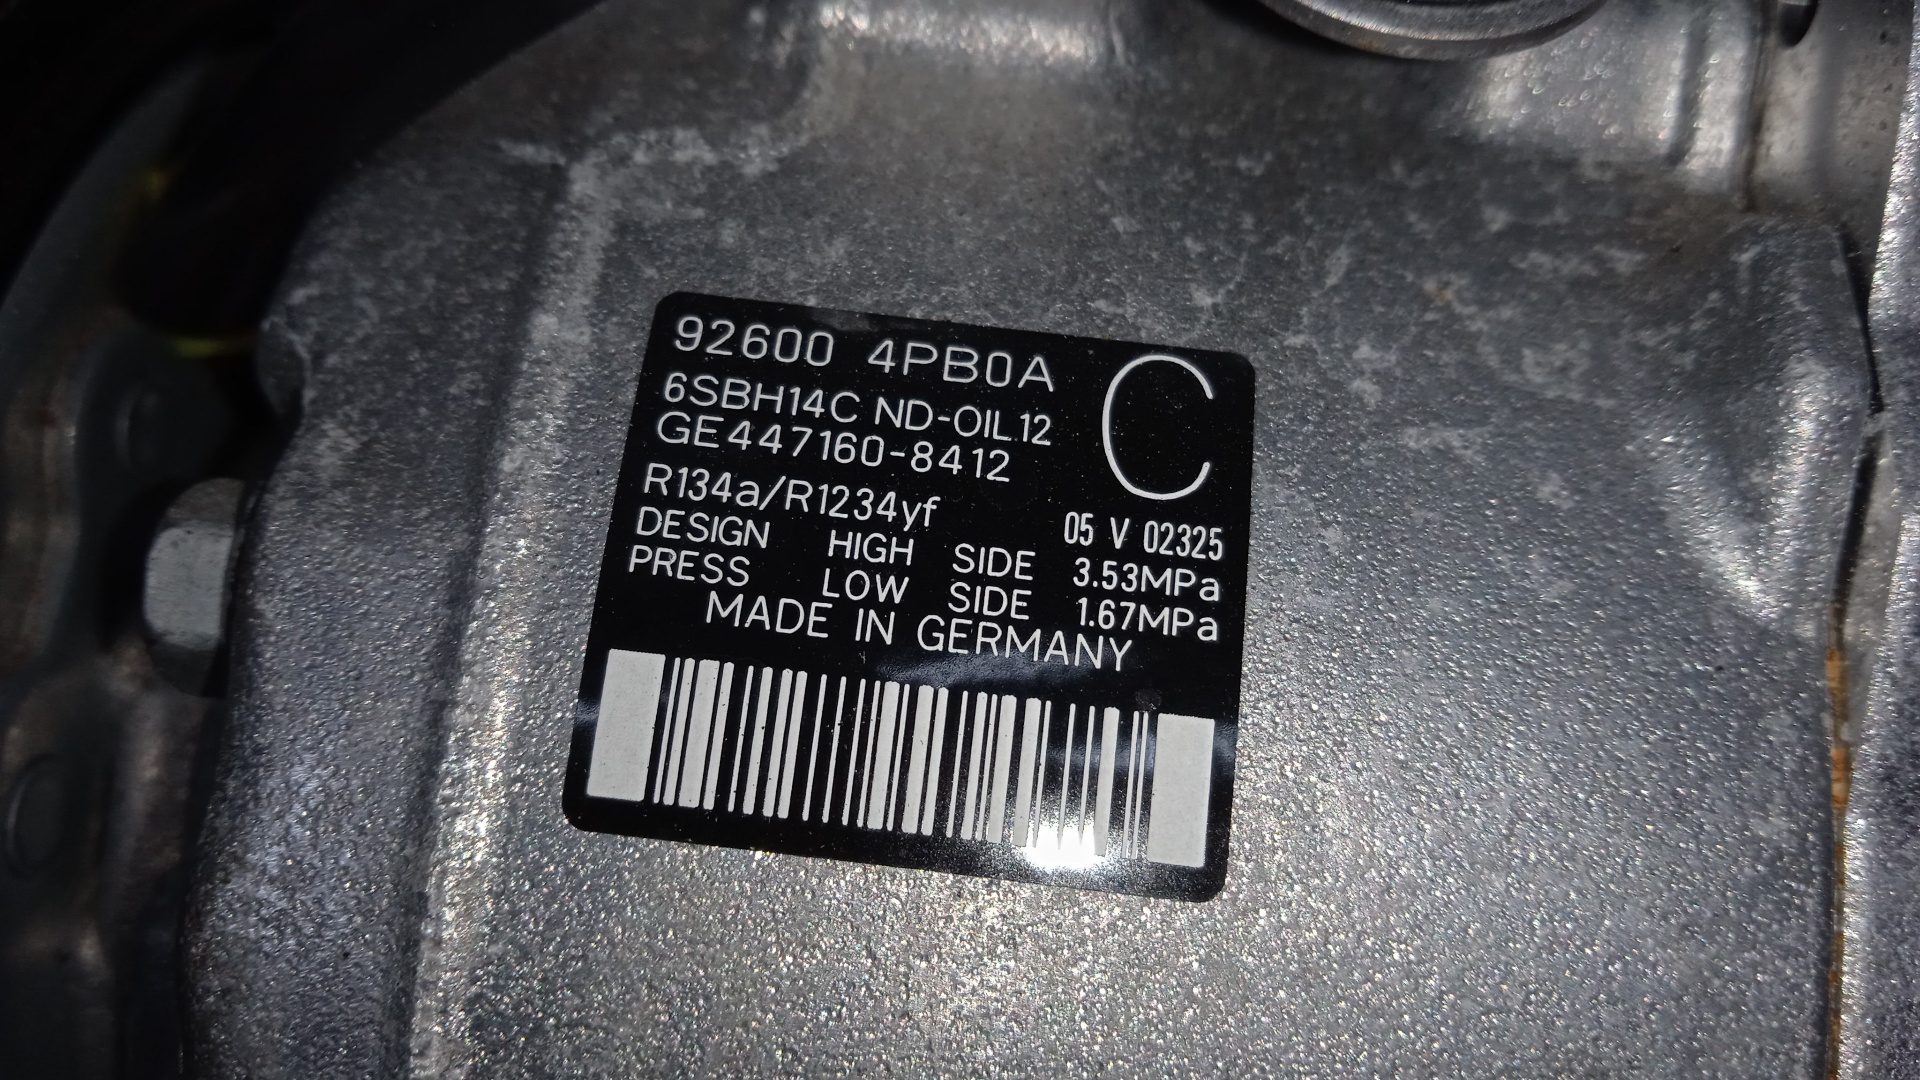 92600 4PB0A
C
6SBH14C ND-OIL12
GE447160-8412
R134a/R1234yf
05 V 02325
DESIGN HIGH SIDE 3.53MPa
PRESS LOW SIDE 1.67MPa
MADE IN GERMANY